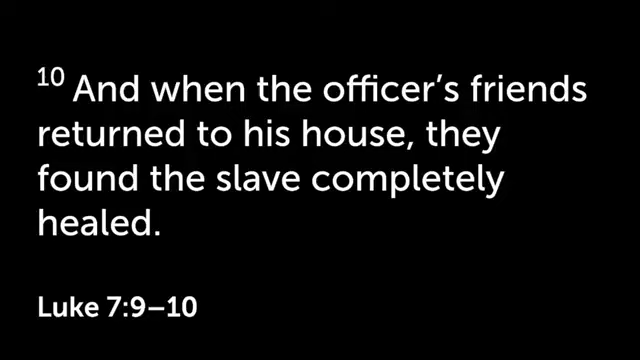 10 And when the officer’s friends
returned to his house, they
found the slave completely
healed.
Luke 7:9–10